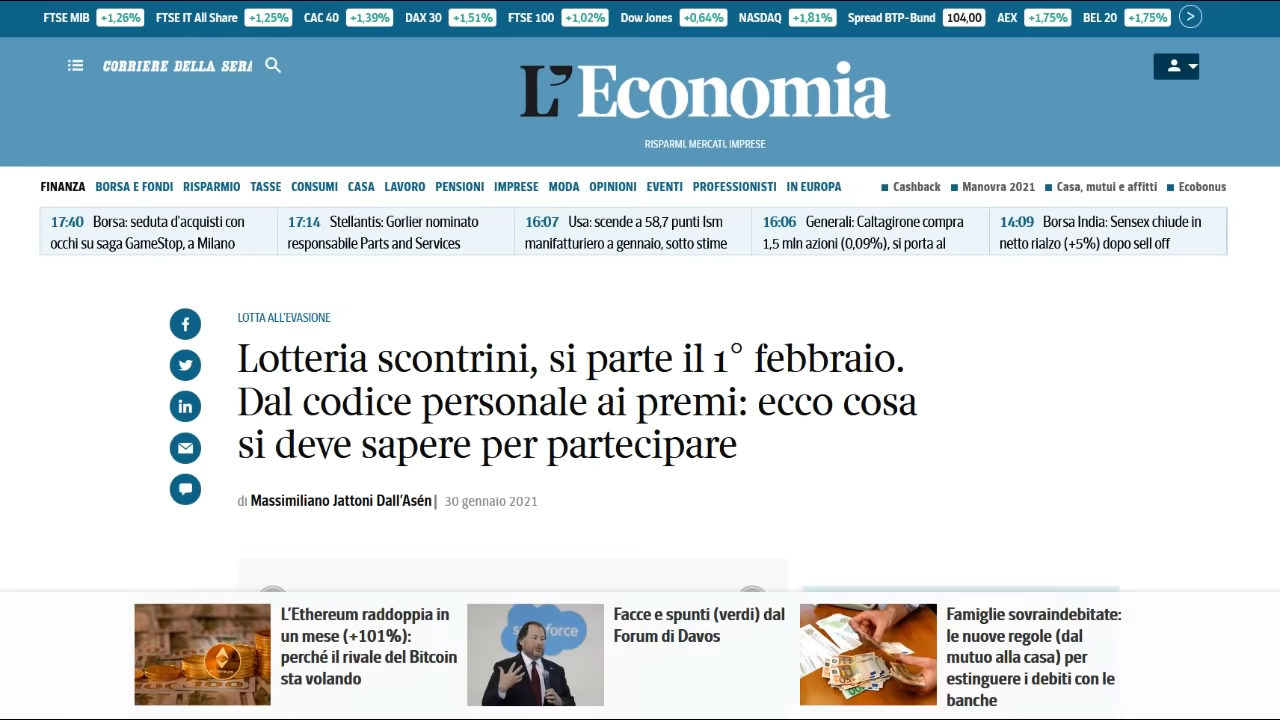 FTSE MIB +1,26% FTSE IT All Share +1,25% CAC 40 +1,39% DAX 30 +1,51% FTSE 100 +1,02% Dow Jones +0,64% NASDAQ +1,81% Spread BTP-Bund 104,00 AEX +1,75% BEL 20 +1,75%
CORRIERE DELLA SERA
L'Economia
RISPARMI, MERCATI, IMPRESE
FINANZA BORSA E FONDI RISPARMIO TASSE CONSUMI CASA LAVORO PENSIONI IMPRESE MODA OPINIONI EVENTI PROFESSIONISTI IN EUROPA Cashback Manovra 2021 Casa, mutui e affitti Ecobonus
17:40 Borsa: seduta d'acquisti con
occhi su saga GameStop, a Milano
17:14 Stellantis: Gorlier nominato
responsabile Parts and Services
16:07 Usa: scende a 58,7 punti Ism
manifatturiero a gennaio, sotto stime
16:06 Generali: Caltagirone compra
1,5 mln azioni (0,09%), si porta al
14:09 Borsa India: Sensex chiude in
netto rialzo (+5%) dopo sell off
LOTTA ALL'EVASIONE
Lotteria scontrini, si parte il 1° febbraio.
Dal codice personale ai premi: ecco cosa
si deve sapere per partecipare
di Massimiliano Jattoni Dall'Asén | 30 gennaio 2021
L'Ethereum raddoppia in
un mese (+101%):
perché il rivale del Bitcoin
sta volando
Facce e spunti (verdi) dal
Forum di Davos
Famiglie sovraindebitate:
le nuove regole (dal
mutuo alla casa) per
estinguere i debiti con le
banche